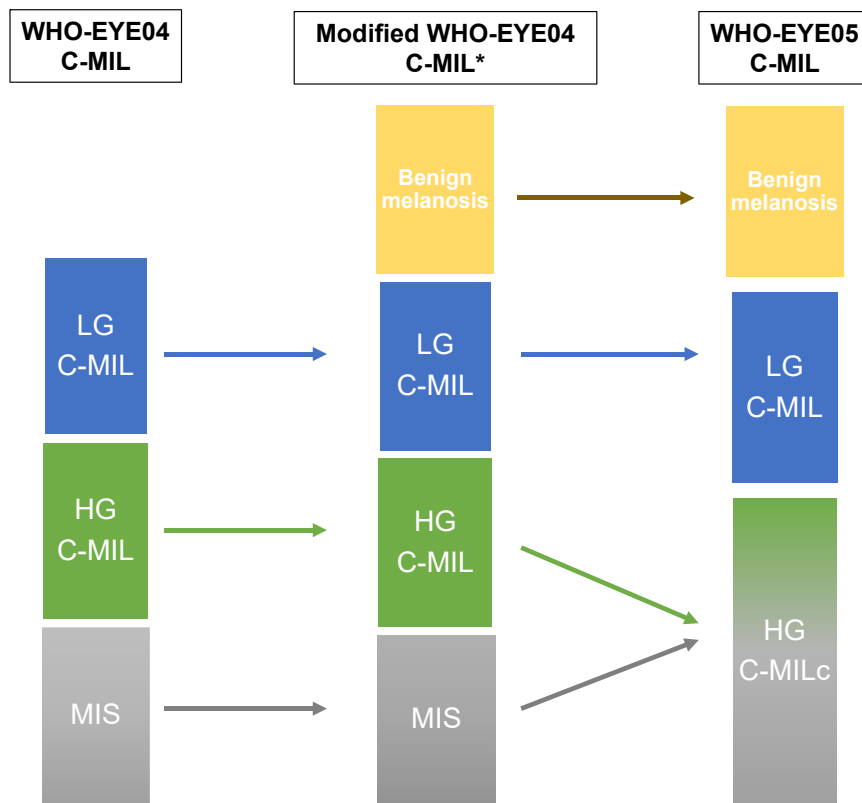 WHO-EYE04
C-MIL
Modified WHO-EYE04
C-MIL*
WHO-EYE05
C-MIL
Benign
melanosis
Benign
melanosis
LG
C-MIL
LG
C-MIL
LG
C-MIL
HG
C-MIL
HG
C-MIL
HG
C-MILc
MIS
MIS